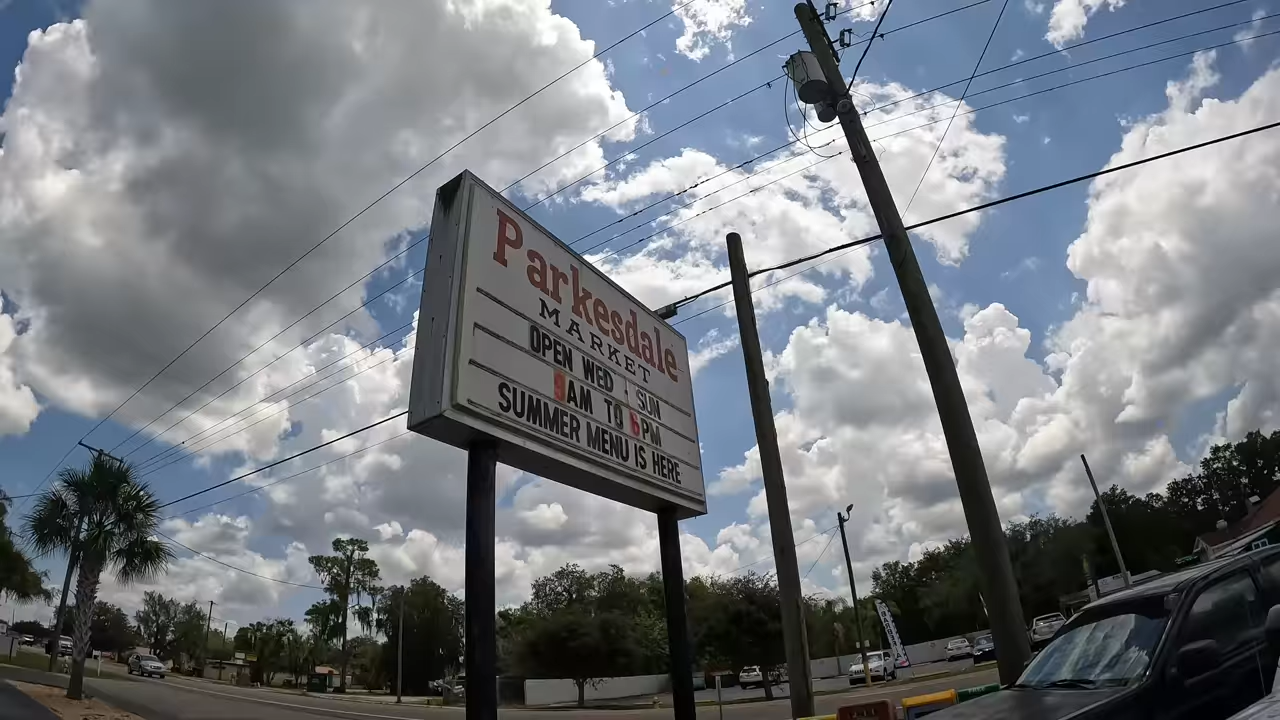 Parkesdale
MARKET
OPEN WED - SUN
9AM TO 6PM
SUMMER MENU IS HERE